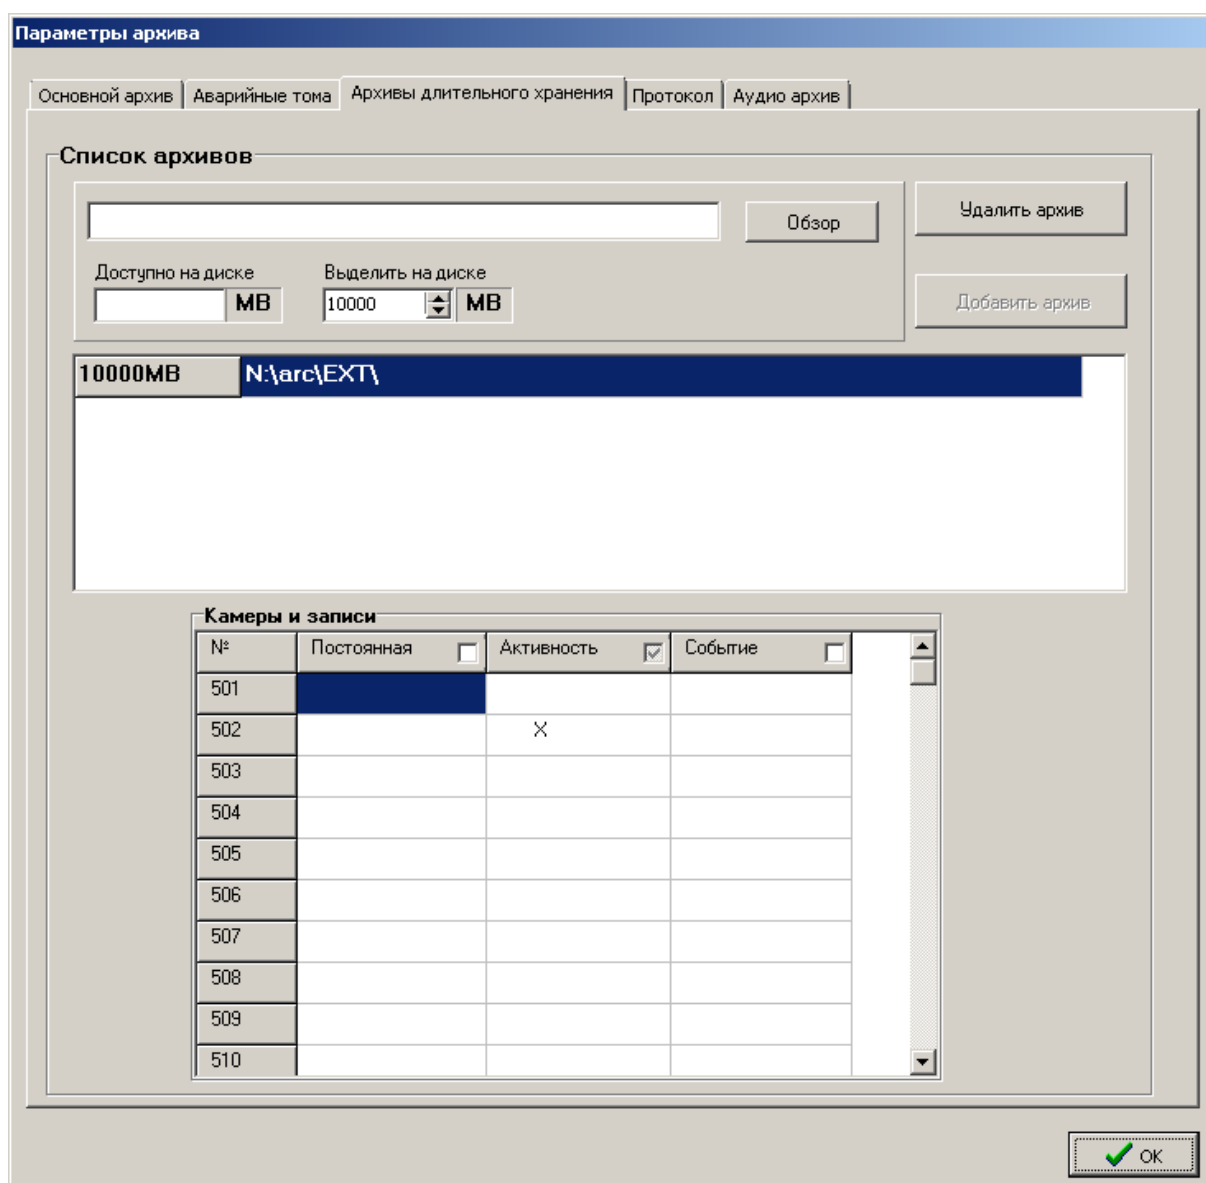 Параметры архива
Основной архив Аварийные тома Архивы длительного хранения Протокол Аудио архив
Список архивов
Обзор
Удалить архив
Доступно на диске Выделить на диске
MB 10000 MB
Добавить архив
10000MB N:\arc\EXT\
Камеры и записи
№ Постоянная Активность Событие
501
502 X
503
504
505
506
507
508
509
510
OK